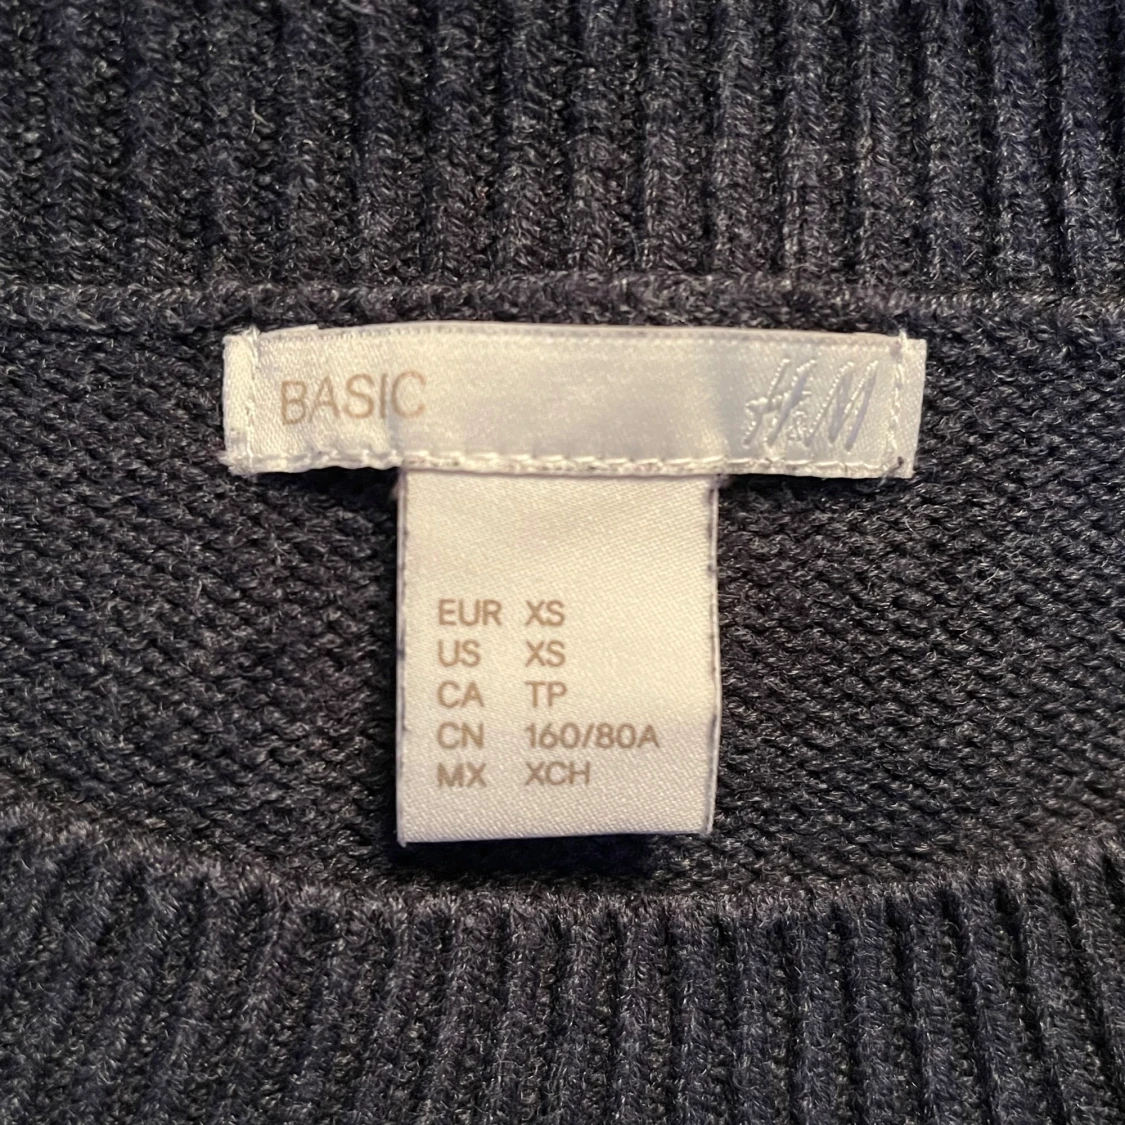 BASIC H&M
EUR XS
US XS
CA TP
CN 160/80A
MX XCH